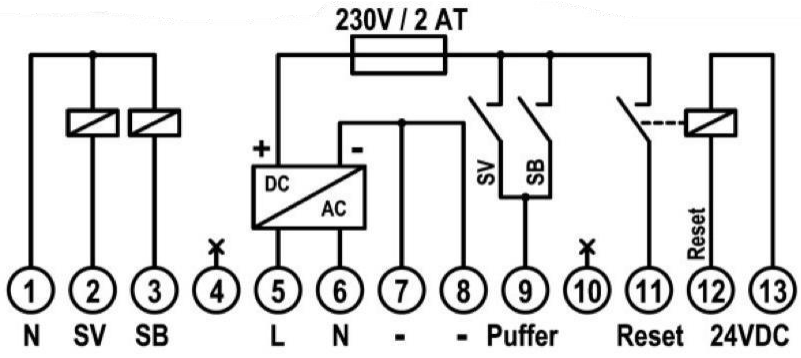 230V / 2 AT
+ -
DC
AC
SV
SB
Reset
1 2 3 4 5 6 7 8 9 10 11 12 13
N SV SB L N - - Puffer Reset 24VDC